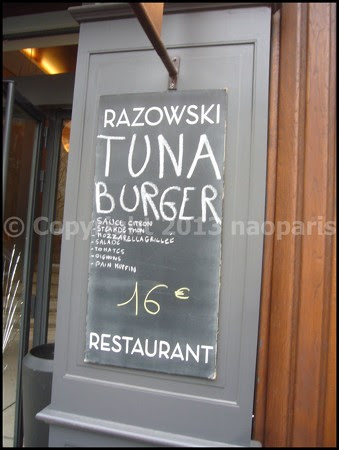 RAZOWSKI
TUNA
BURGER
- SAUCE CITRON
- STEAK DE THON
- MOZZARELLA GRILLEE
- SALADE
- TOMATES
- OIGNONS
- PAIN MUFFIN
16 €
RESTAURANT
© Copyright 2013 naoparis